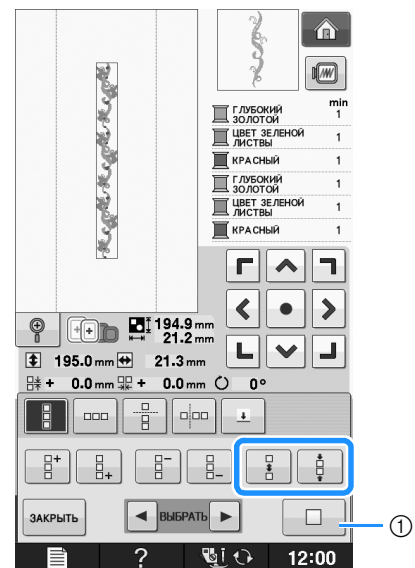 min
ГЛУБОКИЙ
ЗОЛОТОЙ
1
ЦВЕТ ЗЕЛЕНОЙ
ЛИСТВЫ
1
КРАСНЫЙ
1
ГЛУБОКИЙ
ЗОЛОТОЙ
1
ЦВЕТ ЗЕЛЕНОЙ
ЛИСТВЫ
1
КРАСНЫЙ
1
194.9 mm
21.2 mm
195.0 mm 21.3 mm
+ 0.0 mm + 0.0 mm 0°
ЗАКРЫТЬ
ВЫБРАТЬ
1
? 12:00